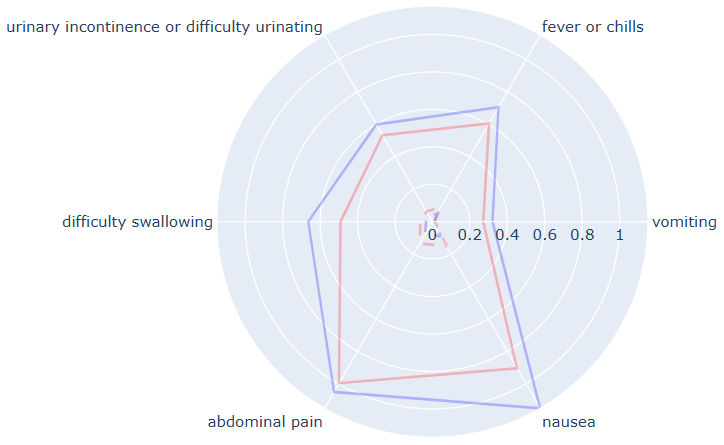 urinary incontinence or difficulty urinating
fever or chills
difficulty swallowing
vomiting
0 0.2 0.4 0.6 0.8 1
abdominal pain
nausea